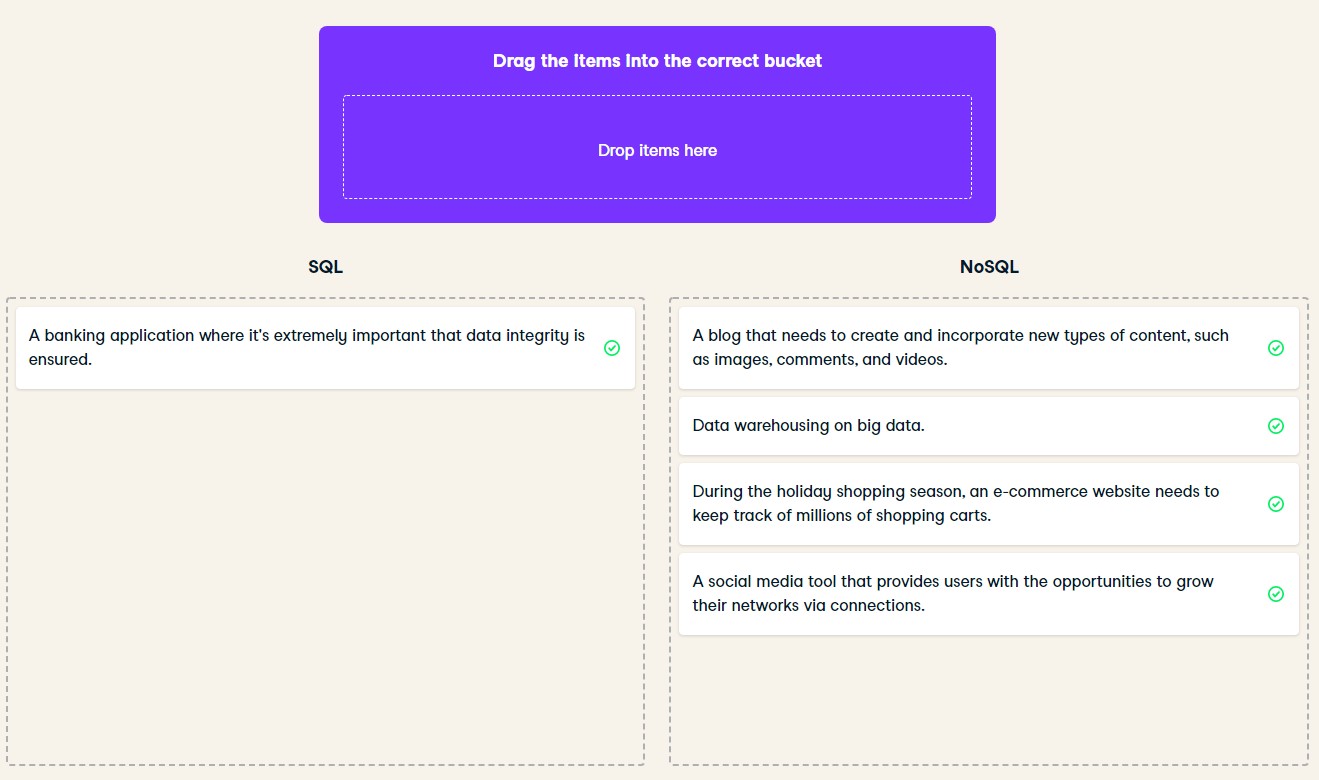 Drag the items into the correct bucket
Drop items here
SQL
A banking application where it's extremely important that data integrity is
ensured.
NoSQL
A blog that needs to create and incorporate new types of content, such
as images, comments, and videos.
Data warehousing on big data.
During the holiday shopping season, an e-commerce website needs to
keep track of millions of shopping carts.
A social media tool that provides users with the opportunities to grow
their networks via connections.